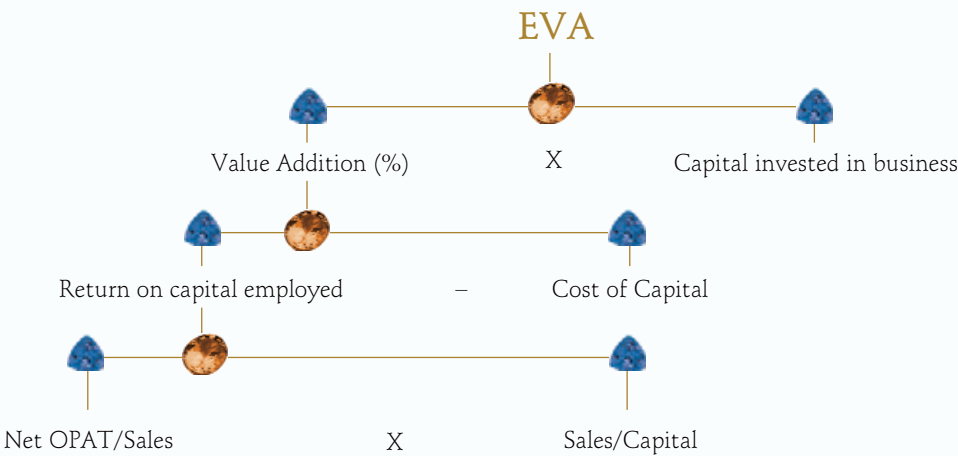 EVA
Value Addition (%) X Capital invested in business
Return on capital employed – Cost of Capital
Net OPAT/Sales X Sales/Capital